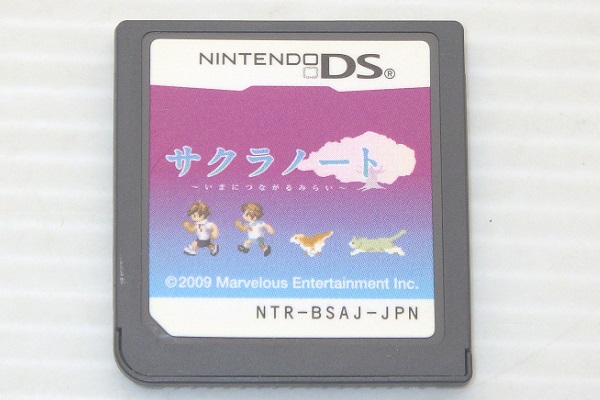 NINTENDO DS®
サクラノート
～いまにつながるみらい～
©2009 Marvelous Entertainment Inc.
NTR-BSAJ-JPN